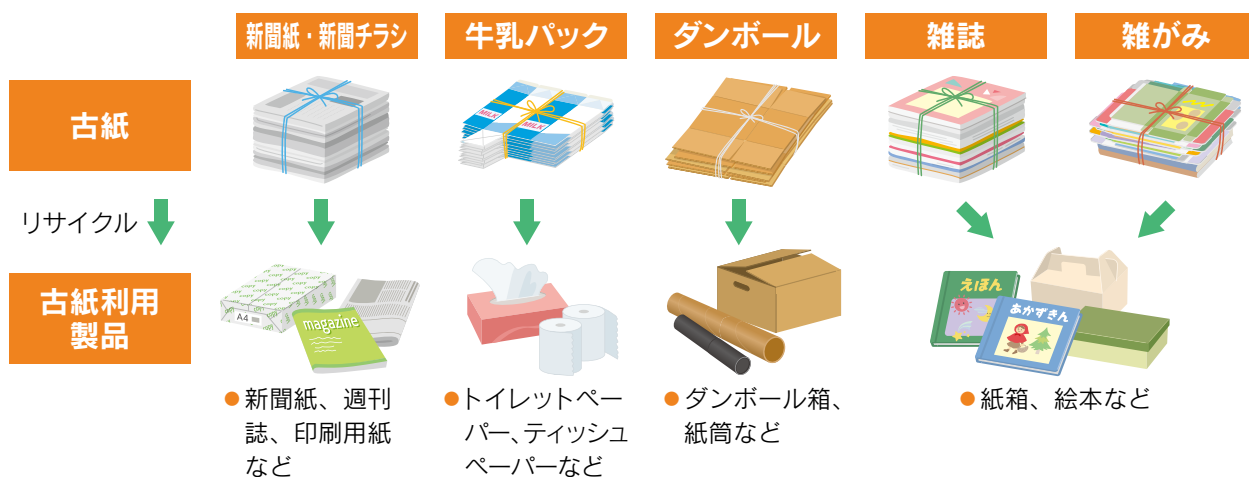 新聞紙・新聞チラシ
牛乳パック
ダンボール
雑誌
雑がみ
古紙
MILK
MILK
リサイクル
古紙利用
製品
copy
A4
magazine
えほん
あかずきん
●新聞紙、週刊
誌、印刷用紙
など
●トイレットペー
パー、ティッシュ
ペーパーなど
●ダンボール箱、
紙筒など
●紙箱、絵本など